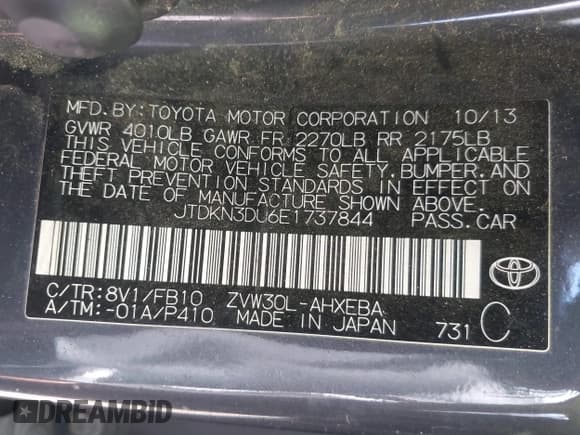 MFD. BY: TOYOTA MOTOR CORPORATION 10/13
GVWR 4010LB GAWR FR 2270LB RR 2175LB
THIS VEHICLE CONFORMS TO ALL APPLICABLE
FEDERAL MOTOR VEHICLE SAFETY, BUMPER, AND
THEFT PREVENTION STANDARDS IN EFFECT ON
THE DATE OF MANUFACTURE SHOWN ABOVE.
JTDKN3DU6E1737844 PASS. CAR
C/TR: 8V1/FB10 ZVW30L-AHXEBA
A/TM: -01A/P410 MADE IN JAPAN 731 C
DREAMBID